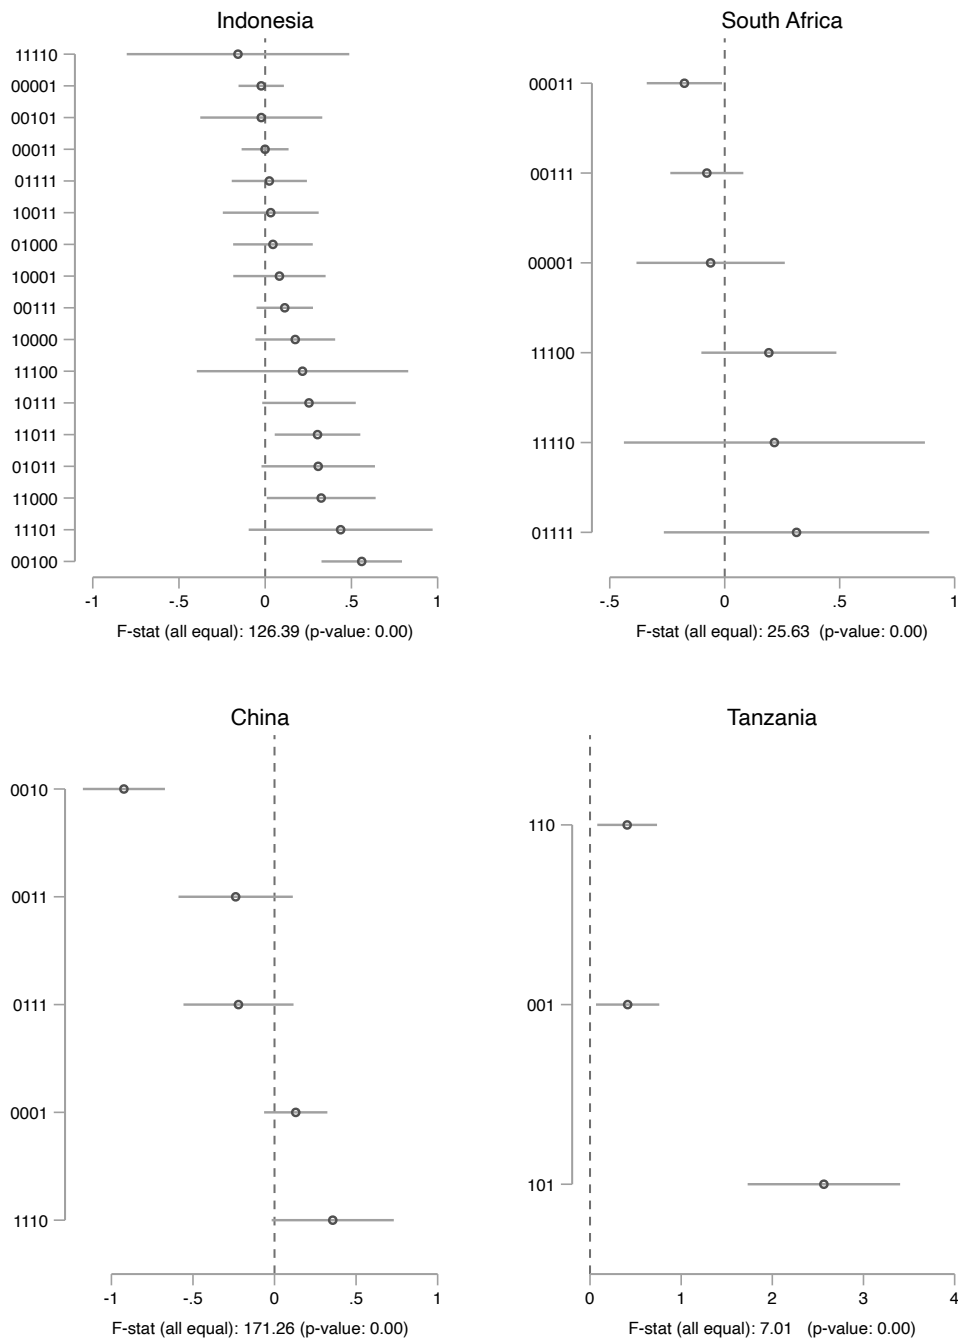 Indonesia
11110
00001
00101
00011
01111
10011
01000
10001
00111
10000
11100
10111
11011
01011
11000
11101
00100
-1 -.5 0 .5 1
F-stat (all equal): 126.39 (p-value: 0.00)
South Africa
00011
00111
00001
11100
11110
01111
-.5 0 .5 1
F-stat (all equal): 25.63 (p-value: 0.00)
China
0010
0011
0111
0001
1110
-1 -.5 0 .5 1
F-stat (all equal): 171.26 (p-value: 0.00)
Tanzania
110
001
101
0 1 2 3 4
F-stat (all equal): 7.01 (p-value: 0.00)